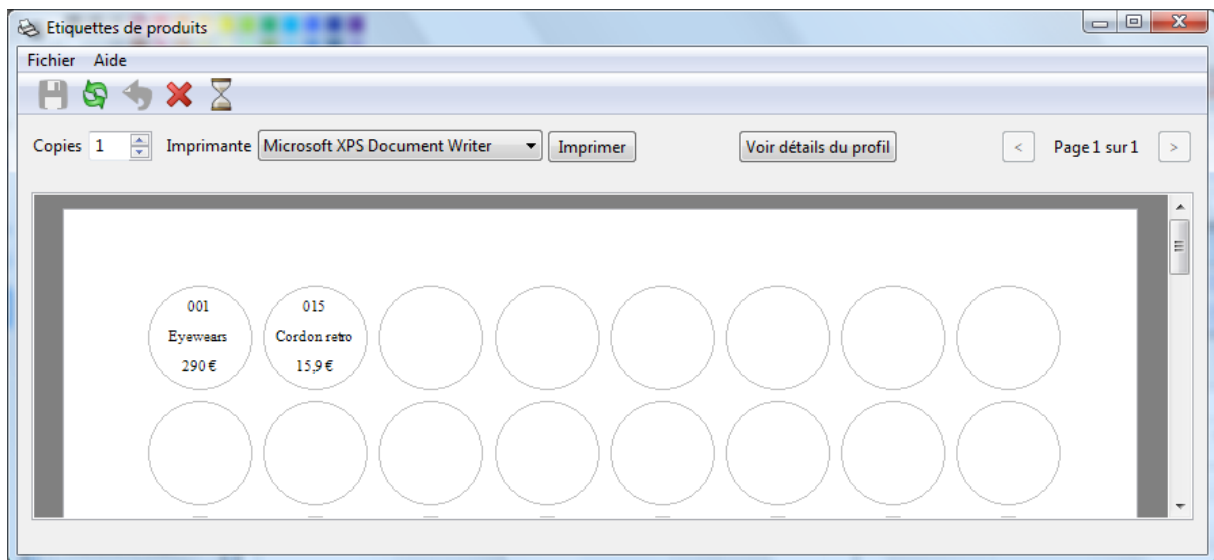 Etiquettes de produits
Fichier Aide
Copies 1 Imprimante Microsoft XPS Document Writer Imprimer Voir détails du profil < Page 1 sur 1 >
001 015
Eyewears Cordon retro
290 € 15,9 €